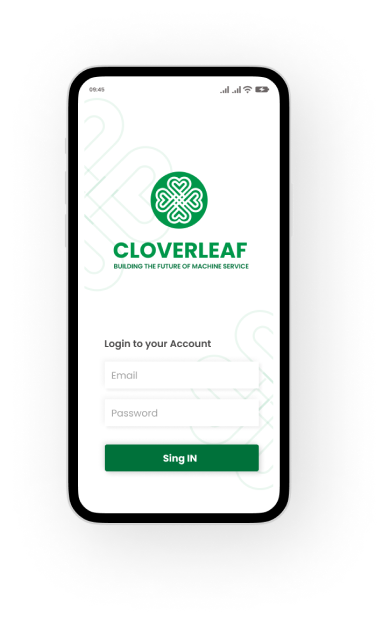 09:45
CLOVERLEAF
BUILDING THE FUTURE OF MACHINE SERVICE
Login to your Account
Email
Password
Sing IN